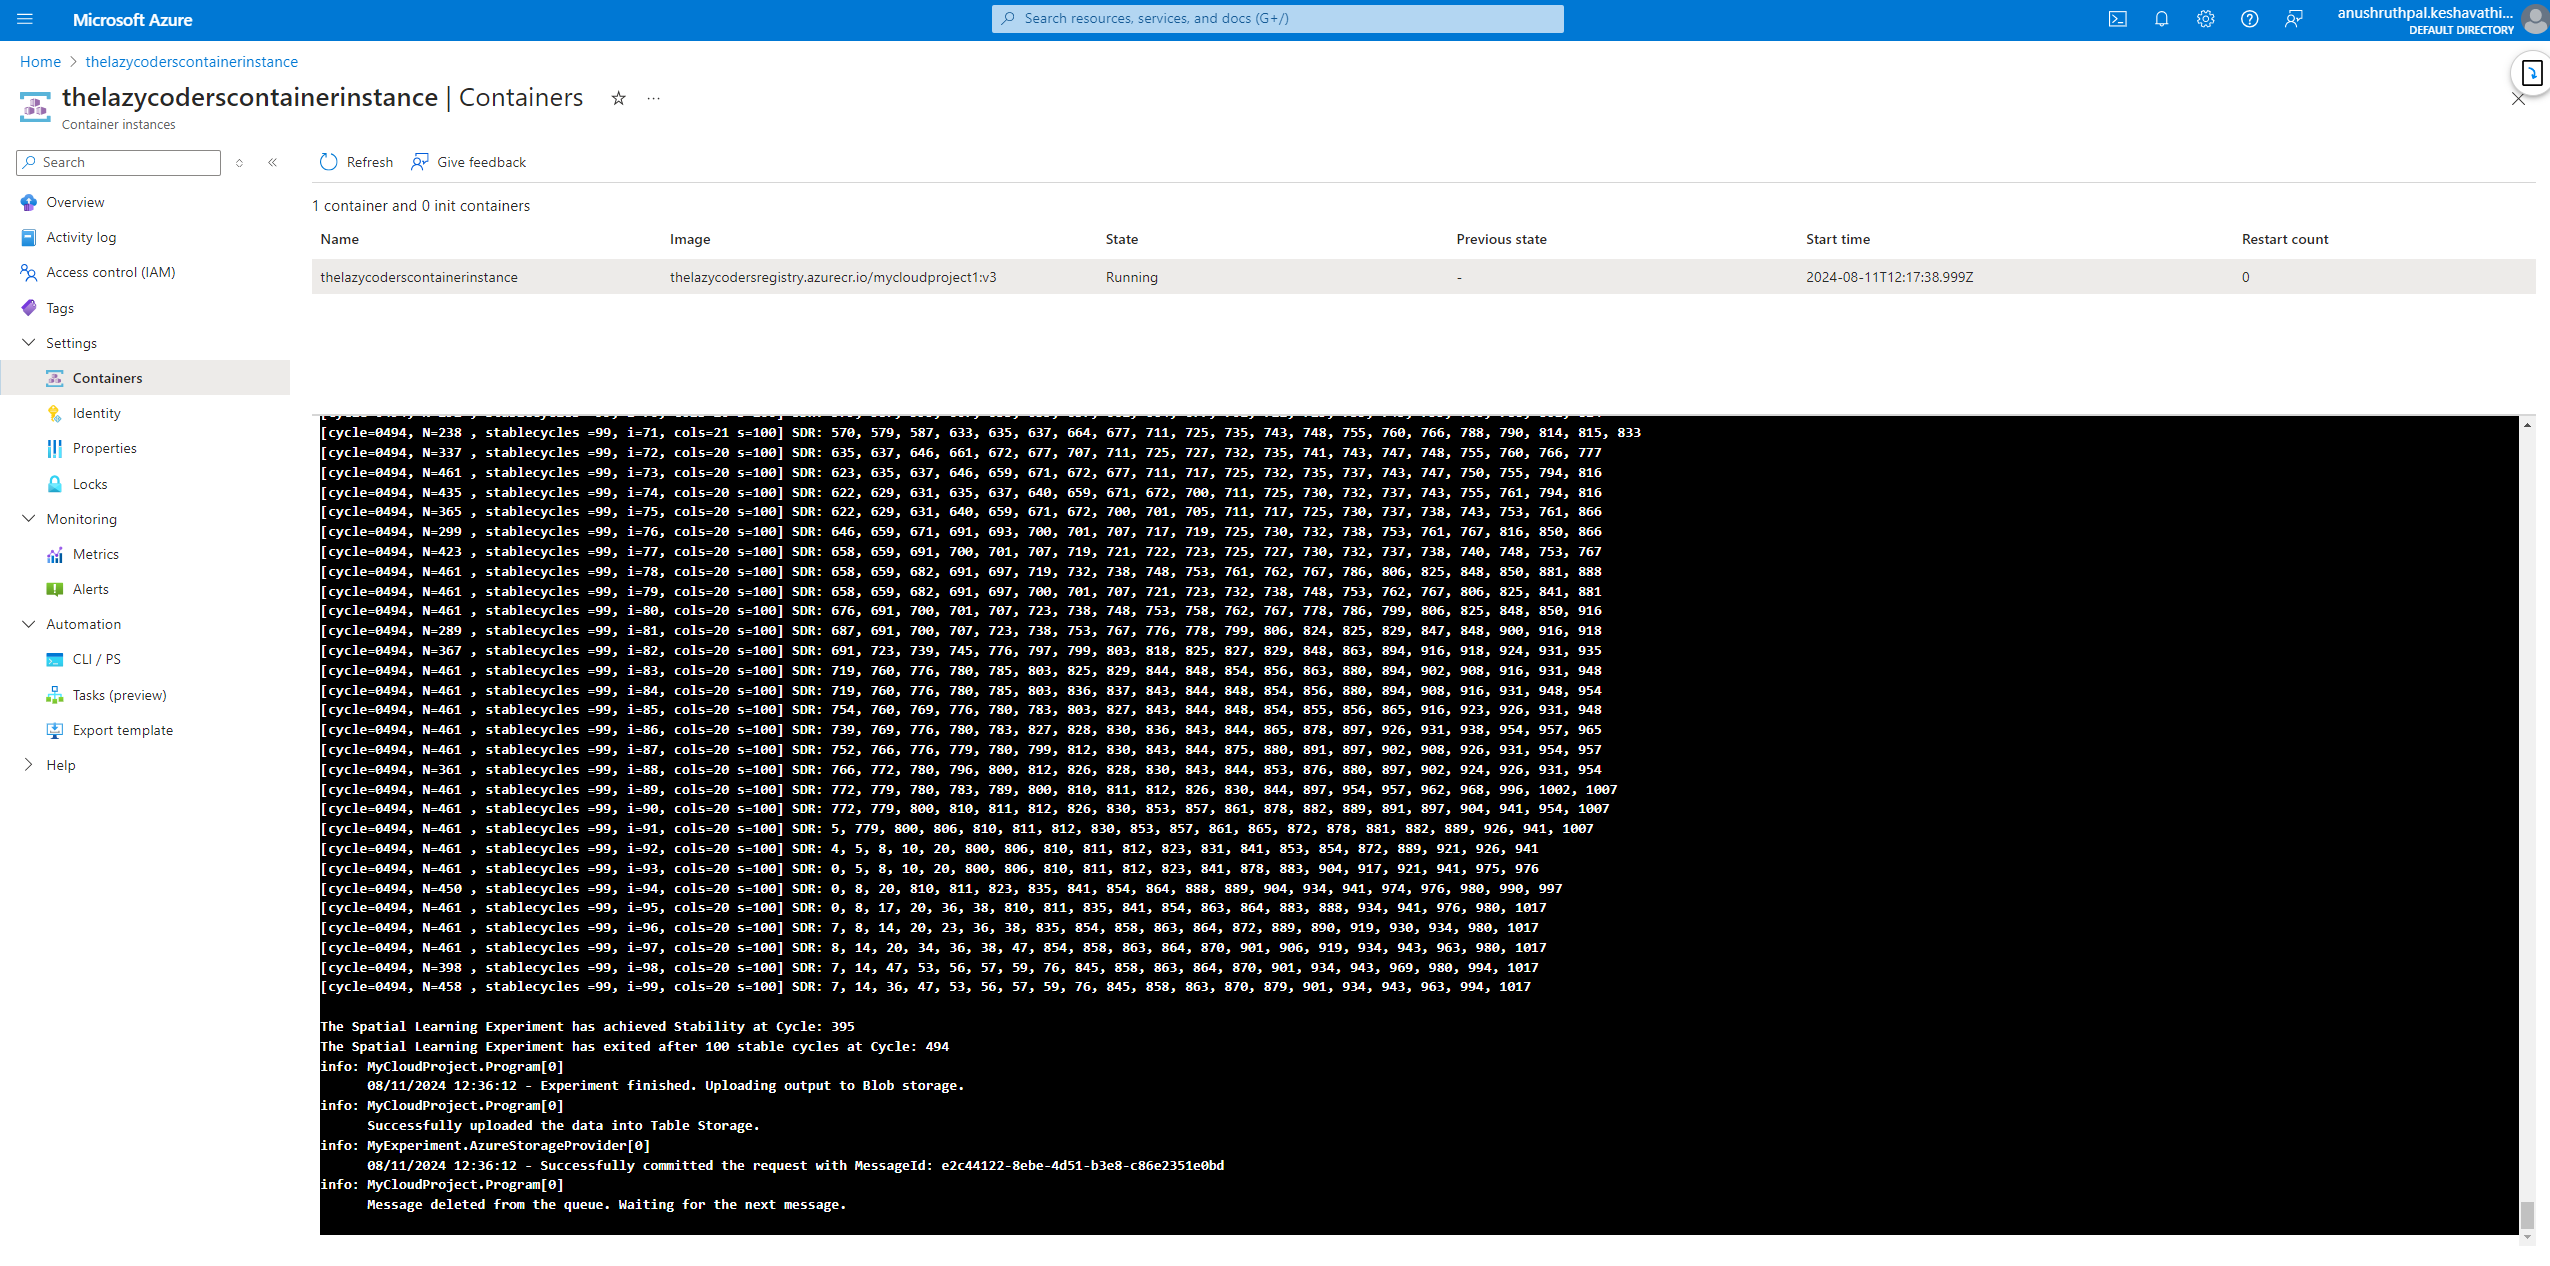 Microsoft Azure
Search resources, services, and docs (G+/)
anushruthpal.keshavathi...
DEFAULT DIRECTORY
Home > thelazycoderscontainerinstance
thelazycoderscontainerinstance | Containers
Container instances
Search
Refresh
Give feedback
Overview
Activity log
Access control (IAM)
Tags
Settings
Containers
Identity
Properties
Locks
Monitoring
Metrics
Alerts
Automation
CLI / PS
Tasks (preview)
Export template
Help
1 container and 0 init containers
Name Image State Previous state Start time Restart count
thelazycoderscontainerinstance thelazycodersregistry.azurecr.io/mycloudproject1:v3 Running - 2024-08-11T12:17:38.999Z 0
[cycle=0494, N=238 , stablecycles =99, i=71, cols=21 s=100] SDR: 570, 579, 587, 633, 635, 637, 664, 677, 711, 725, 735, 743, 748, 755, 760, 766, 788, 790, 814, 815, 833
[cycle=0494, N=337 , stablecycles =99, i=72, cols=20 s=100] SDR: 635, 637, 646, 661, 672, 677, 707, 711, 725, 727, 732, 735, 741, 743, 747, 748, 755, 760, 766, 777
[cycle=0494, N=461 , stablecycles =99, i=73, cols=20 s=100] SDR: 623, 635, 637, 646, 659, 671, 672, 677, 711, 717, 725, 732, 735, 737, 743, 747, 750, 755, 794, 816
[cycle=0494, N=435 , stablecycles =99, i=74, cols=20 s=100] SDR: 622, 629, 631, 635, 637, 640, 659, 671, 672, 700, 711, 725, 730, 732, 737, 743, 755, 761, 794, 816
[cycle=0494, N=365 , stablecycles =99, i=75, cols=20 s=100] SDR: 622, 629, 631, 640, 659, 671, 672, 700, 701, 705, 711, 717, 725, 730, 737, 738, 743, 753, 761, 866
[cycle=0494, N=299 , stablecycles =99, i=76, cols=20 s=100] SDR: 646, 659, 671, 691, 693, 700, 701, 707, 717, 719, 725, 730, 732, 738, 753, 761, 767, 816, 850, 866
[cycle=0494, N=423 , stablecycles =99, i=77, cols=20 s=100] SDR: 658, 659, 691, 700, 701, 707, 719, 721, 722, 723, 725, 727, 730, 732, 737, 738, 740, 748, 753, 767
[cycle=0494, N=461 , stablecycles =99, i=78, cols=20 s=100] SDR: 658, 659, 682, 691, 697, 719, 732, 738, 748, 753, 761, 762, 767, 786, 806, 825, 848, 850, 881, 888
[cycle=0494, N=461 , stablecycles =99, i=79, cols=20 s=100] SDR: 658, 659, 682, 691, 697, 700, 701, 707, 721, 723, 732, 738, 748, 753, 762, 767, 806, 825, 841, 881
[cycle=0494, N=461 , stablecycles =99, i=80, cols=20 s=100] SDR: 676, 691, 700, 701, 707, 723, 738, 748, 753, 758, 762, 767, 778, 786, 799, 806, 825, 848, 850, 916
[cycle=0494, N=289 , stablecycles =99, i=81, cols=20 s=100] SDR: 687, 691, 700, 707, 723, 738, 753, 767, 776, 778, 799, 806, 824, 825, 829, 847, 848, 900, 916, 918
[cycle=0494, N=367 , stablecycles =99, i=82, cols=20 s=100] SDR: 691, 723, 739, 745, 776, 797, 799, 803, 818, 825, 827, 829, 848, 863, 894, 916, 918, 924, 931, 935
[cycle=0494, N=461 , stablecycles =99, i=83, cols=20 s=100] SDR: 719, 760, 776, 780, 785, 803, 825, 829, 844, 848, 854, 856, 863, 880, 894, 902, 908, 916, 931, 948
[cycle=0494, N=461 , stablecycles =99, i=84, cols=20 s=100] SDR: 719, 760, 776, 780, 785, 803, 836, 837, 843, 844, 848, 854, 856, 880, 894, 908, 916, 931, 948, 954
[cycle=0494, N=461 , stablecycles =99, i=85, cols=20 s=100] SDR: 754, 760, 769, 776, 780, 783, 803, 827, 843, 844, 848, 854, 855, 856, 865, 916, 923, 926, 931, 948
[cycle=0494, N=461 , stablecycles =99, i=86, cols=20 s=100] SDR: 739, 769, 776, 780, 783, 827, 828, 830, 836, 843, 844, 865, 878, 897, 926, 931, 938, 954, 957, 965
[cycle=0494, N=461 , stablecycles =99, i=87, cols=20 s=100] SDR: 752, 766, 776, 779, 780, 799, 812, 830, 843, 844, 875, 880, 891, 897, 902, 908, 926, 931, 954, 957
[cycle=0494, N=361 , stablecycles =99, i=88, cols=20 s=100] SDR: 766, 772, 780, 796, 800, 812, 826, 828, 830, 843, 844, 853, 876, 880, 897, 902, 924, 926, 931, 954
[cycle=0494, N=461 , stablecycles =99, i=89, cols=20 s=100] SDR: 772, 779, 780, 783, 789, 800, 810, 811, 812, 826, 830, 844, 897, 954, 957, 962, 968, 996, 1002, 1007
[cycle=0494, N=461 , stablecycles =99, i=90, cols=20 s=100] SDR: 772, 779, 800, 810, 811, 812, 826, 830, 853, 857, 861, 878, 882, 889, 891, 897, 904, 941, 954, 1007
[cycle=0494, N=461 , stablecycles =99, i=91, cols=20 s=100] SDR: 5, 779, 800, 806, 810, 811, 812, 830, 853, 857, 861, 865, 872, 878, 881, 882, 889, 926, 941, 1007
[cycle=0494, N=461 , stablecycles =99, i=92, cols=20 s=100] SDR: 4, 5, 8, 10, 20, 800, 806, 810, 811, 812, 823, 831, 841, 853, 854, 872, 889, 921, 926, 941
[cycle=0494, N=461 , stablecycles =99, i=93, cols=20 s=100] SDR: 0, 5, 8, 10, 20, 800, 806, 810, 811, 812, 823, 841, 878, 883, 904, 917, 921, 941, 975, 976
[cycle=0494, N=450 , stablecycles =99, i=94, cols=20 s=100] SDR: 0, 8, 20, 810, 811, 823, 835, 841, 854, 864, 888, 889, 904, 934, 941, 974, 976, 980, 990, 997
[cycle=0494, N=461 , stablecycles =99, i=95, cols=20 s=100] SDR: 0, 8, 17, 20, 36, 38, 810, 811, 835, 841, 854, 863, 864, 883, 888, 934, 941, 976, 980, 1017
[cycle=0494, N=461 , stablecycles =99, i=96, cols=20 s=100] SDR: 7, 8, 14, 20, 23, 36, 38, 835, 854, 858, 863, 864, 872, 889, 890, 919, 930, 934, 980, 1017
[cycle=0494, N=461 , stablecycles =99, i=97, cols=20 s=100] SDR: 8, 14, 20, 34, 36, 38, 47, 854, 858, 863, 864, 870, 901, 906, 919, 934, 943, 963, 980, 1017
[cycle=0494, N=398 , stablecycles =99, i=98, cols=20 s=100] SDR: 7, 14, 47, 53, 56, 57, 59, 76, 845, 858, 863, 864, 870, 901, 934, 943, 969, 980, 994, 1017
[cycle=0494, N=458 , stablecycles =99, i=99, cols=20 s=100] SDR: 7, 14, 36, 47, 53, 56, 57, 59, 76, 845, 858, 863, 870, 879, 901, 934, 943, 963, 994, 1017
The Spatial Learning Experiment has achieved Stability at Cycle: 395
The Spatial Learning Experiment has exited after 100 stable cycles at Cycle: 494
info: MyCloudProject.Program[0]
08/11/2024 12:36:12 - Experiment finished. Uploading output to Blob storage.
info: MyCloudProject.Program[0]
Successfully uploaded the data into Table Storage.
info: MyExperiment.AzureStorageProvider[0]
08/11/2024 12:36:12 - Successfully committed the request with MessageId: e2c44122-8ebe-4d51-b3e8-c86e2351e0bd
info: MyCloudProject.Program[0]
Message deleted from the queue. Waiting for the next message.